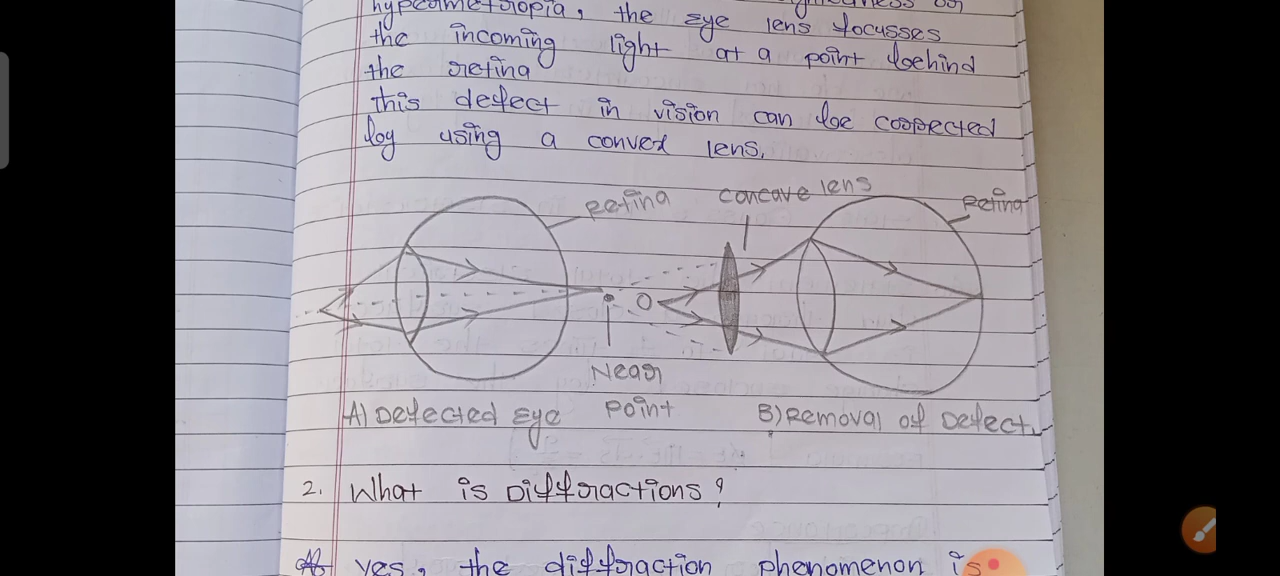 hypermetropia, the eye lens focusses
the incoming light at a point behind
the retina
this defect in vision can be corrected
by using a convex lens.
Retina
concave lens
Retina
O
Near
Point
A) Defected Eye
B) Removal of Defect.
2. What is Diffractions?
yes, the diffraction phenomenon is